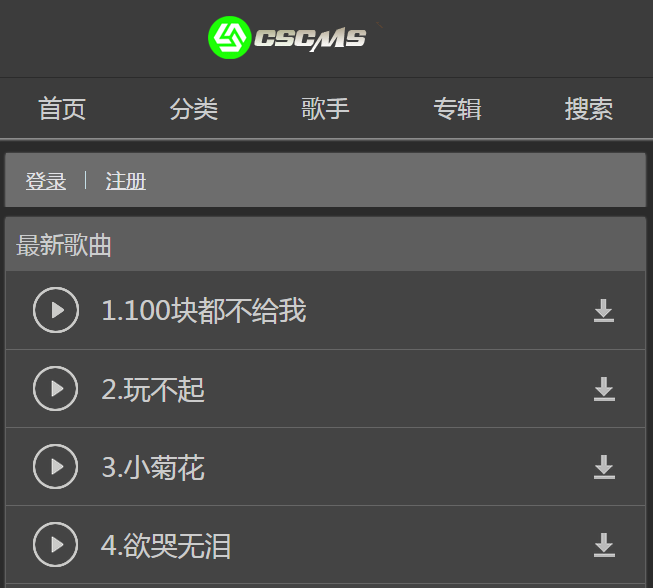 CSCMS
首页 分类 歌手 专辑 搜索
登录 | 注册
最新歌曲
1.100块都不给我
2.玩不起
3.小菊花
4.欲哭无泪